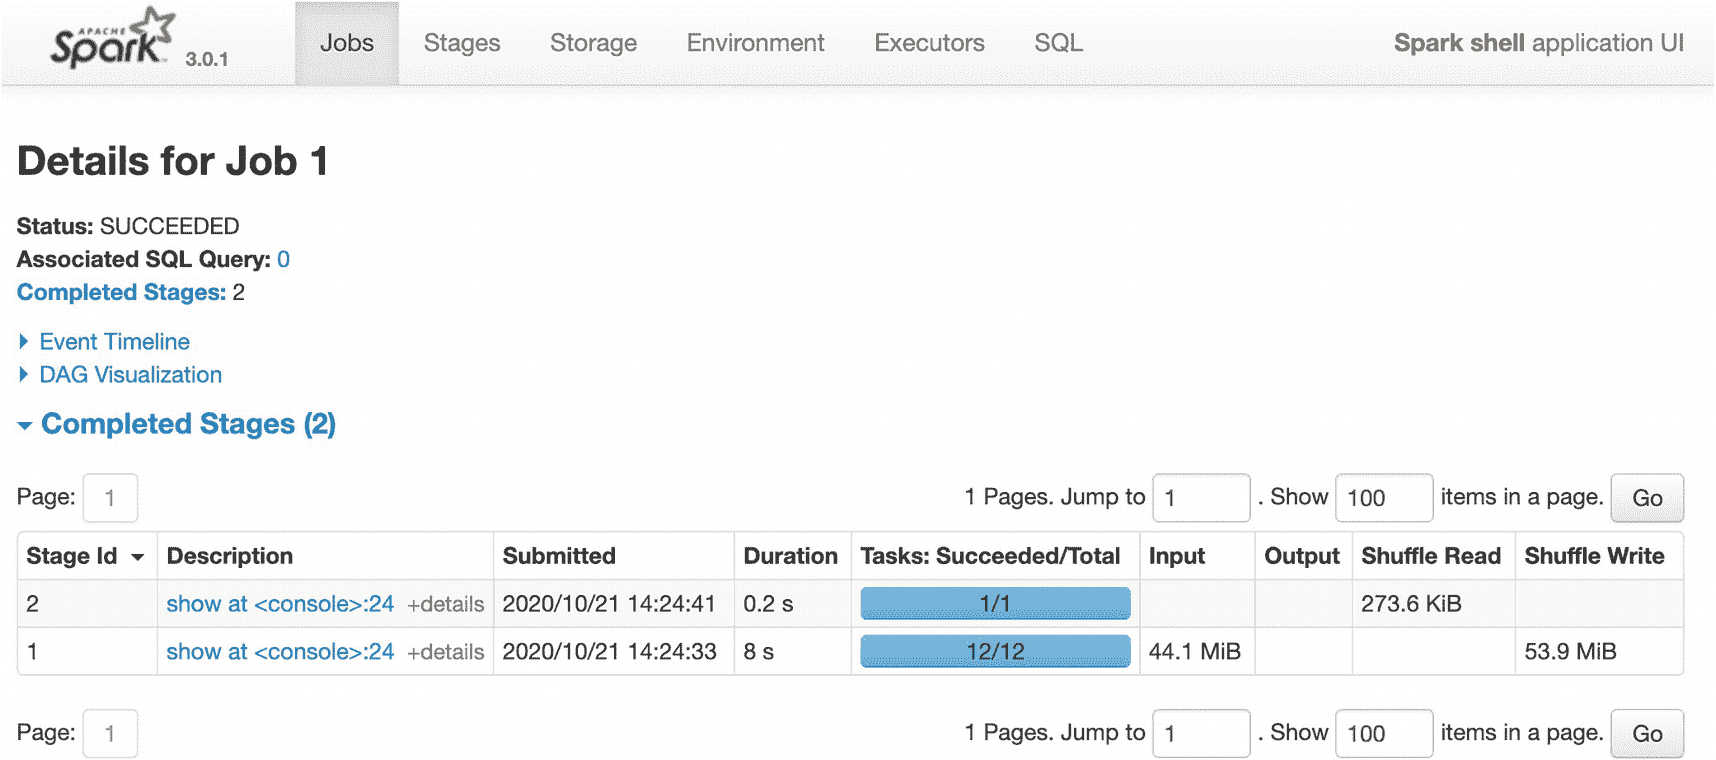 APACHE Spark 3.0.1 Jobs Stages Storage Environment Executors SQL Spark shell application UI
Details for Job 1
Status: SUCCEEDED
Associated SQL Query: 0
Completed Stages: 2
Event Timeline
DAG Visualization
Completed Stages (2)
Page: 1 1 Pages. Jump to 1 . Show 100 items in a page. Go
Stage Id Description Submitted Duration Tasks: Succeeded/Total Input Output Shuffle Read Shuffle Write
2 show at <console>:24 +details 2020/10/21 14:24:41 0.2 s 1/1 273.6 KiB
1 show at <console>:24 +details 2020/10/21 14:24:33 8 s 12/12 44.1 MiB 53.9 MiB
Page: 1 1 Pages. Jump to 1 . Show 100 items in a page. Go